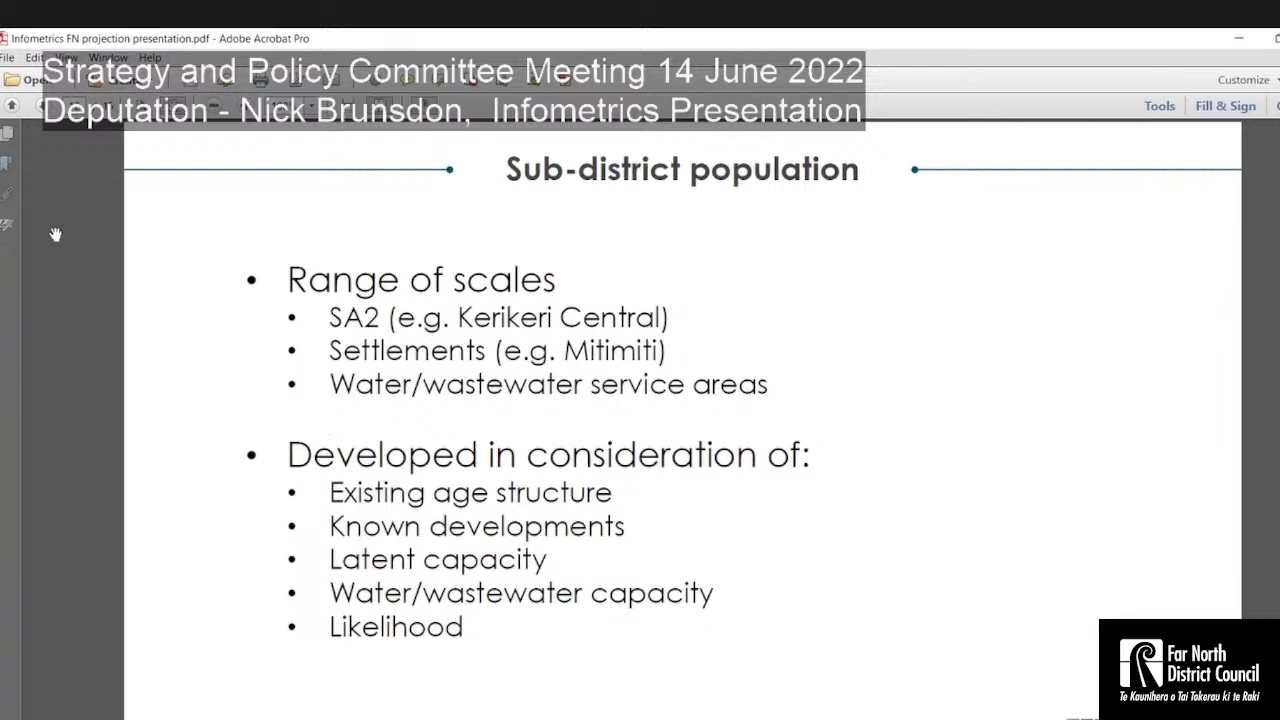 Infometrics FN projection presentation.pdf - Adobe Acrobat Pro
File Edit View Window Help
Strategy and Policy Committee Meeting 14 June 2022
Customize
Deputation - Nick Brunsdon, Infometrics Presentation
Tools
Fill & Sign
Sub-district population
• Range of scales
• SA2 (e.g. Kerikeri Central)
• Settlements (e.g. Mitimiti)
• Water/wastewater service areas
• Developed in consideration of:
• Existing age structure
• Known developments
• Latent capacity
• Water/wastewater capacity
• Likelihood
Far North
District Council
Te Kaunihera o Tai Tokerau ki te Raki